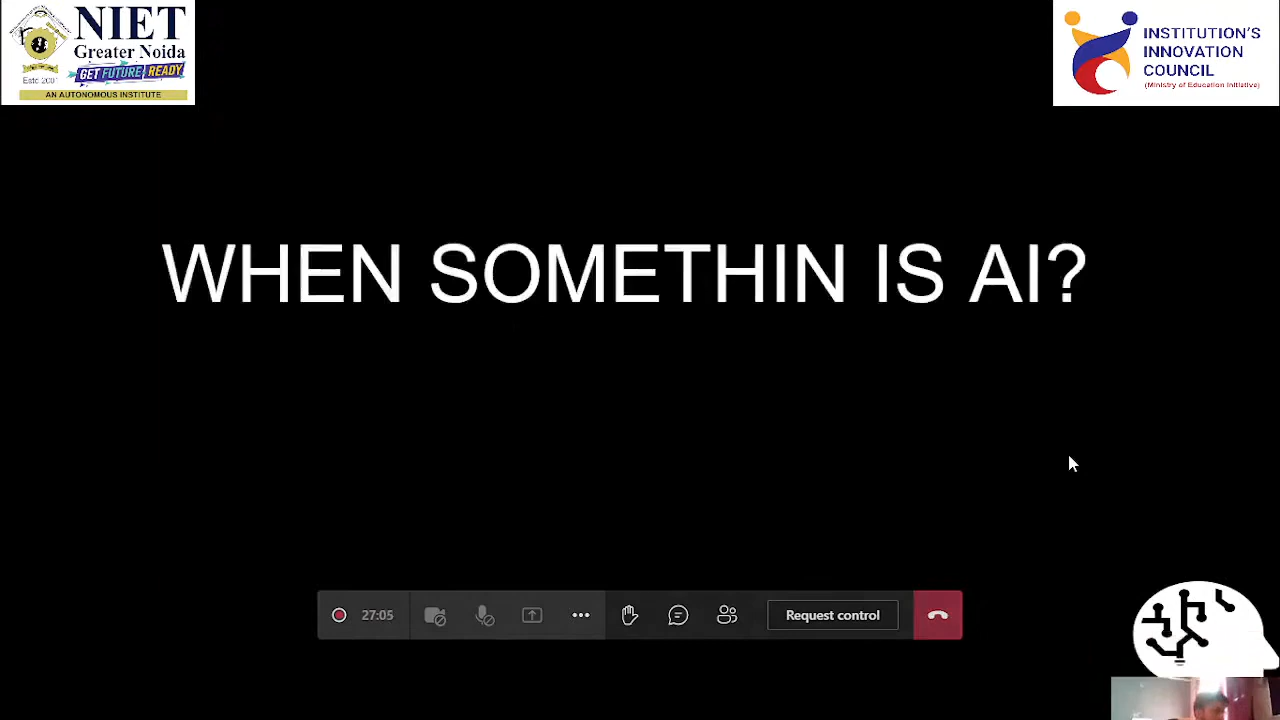 NIET
Greater Noida
GET FUTURE READY
AN AUTONOMOUS INSTITUTE
INSTITUTION'S
INNOVATION
COUNCIL
(Ministry of Education Initiative)
WHEN SOMETHIN IS AI?
27:05
Request control